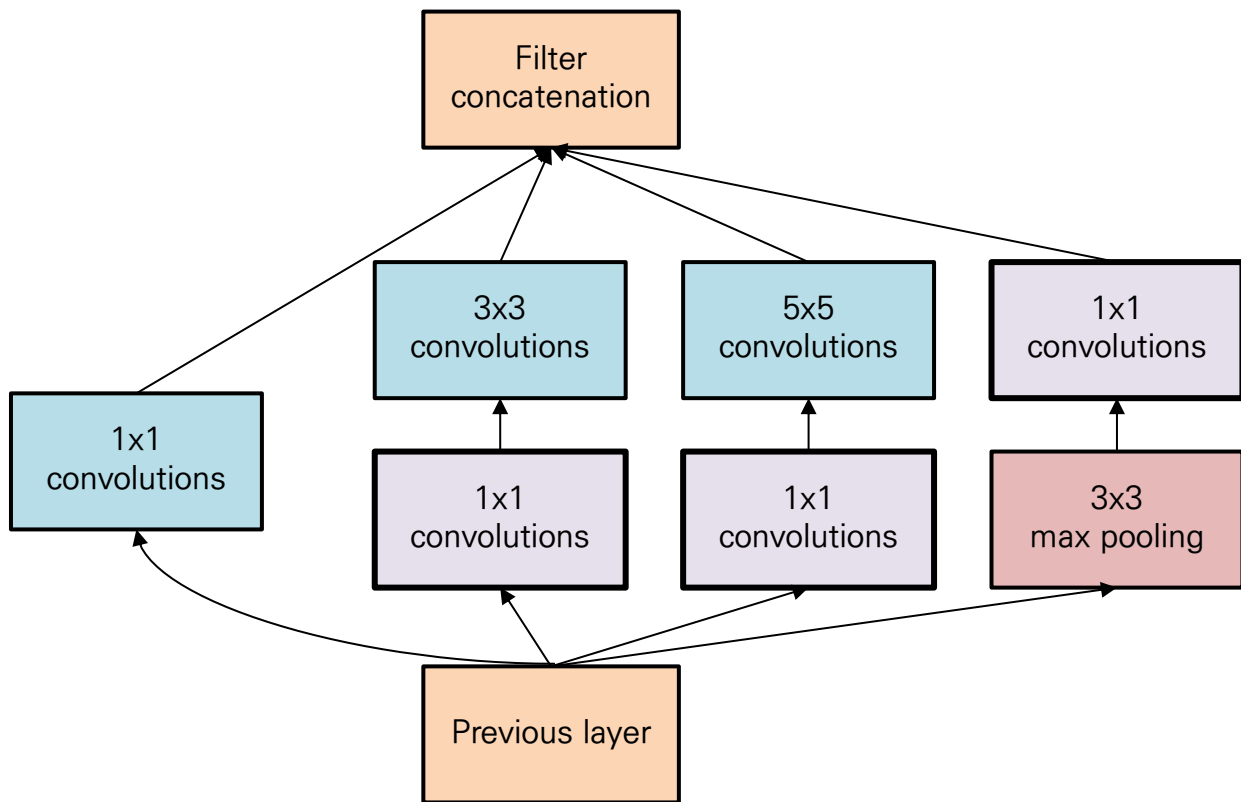 Filter
concatenation
3x3
convolutions
5x5
convolutions
1x1
convolutions
1x1
convolutions
1x1
convolutions
1x1
convolutions
3x3
max pooling
Previous layer